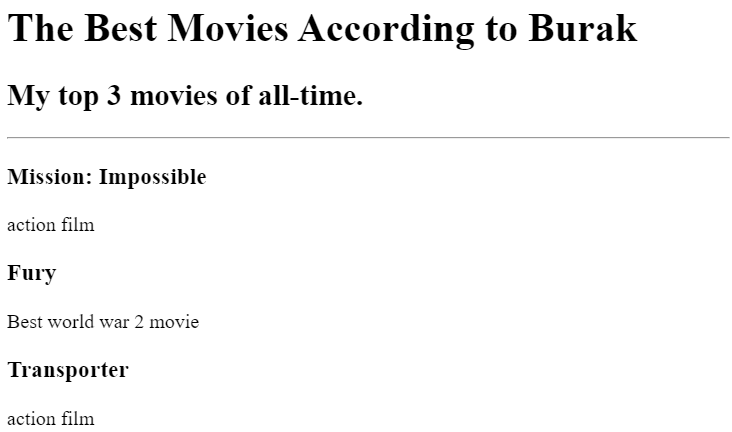 The Best Movies According to Burak
My top 3 movies of all-time.
Mission: Impossible
action film
Fury
Best world war 2 movie
Transporter
action film